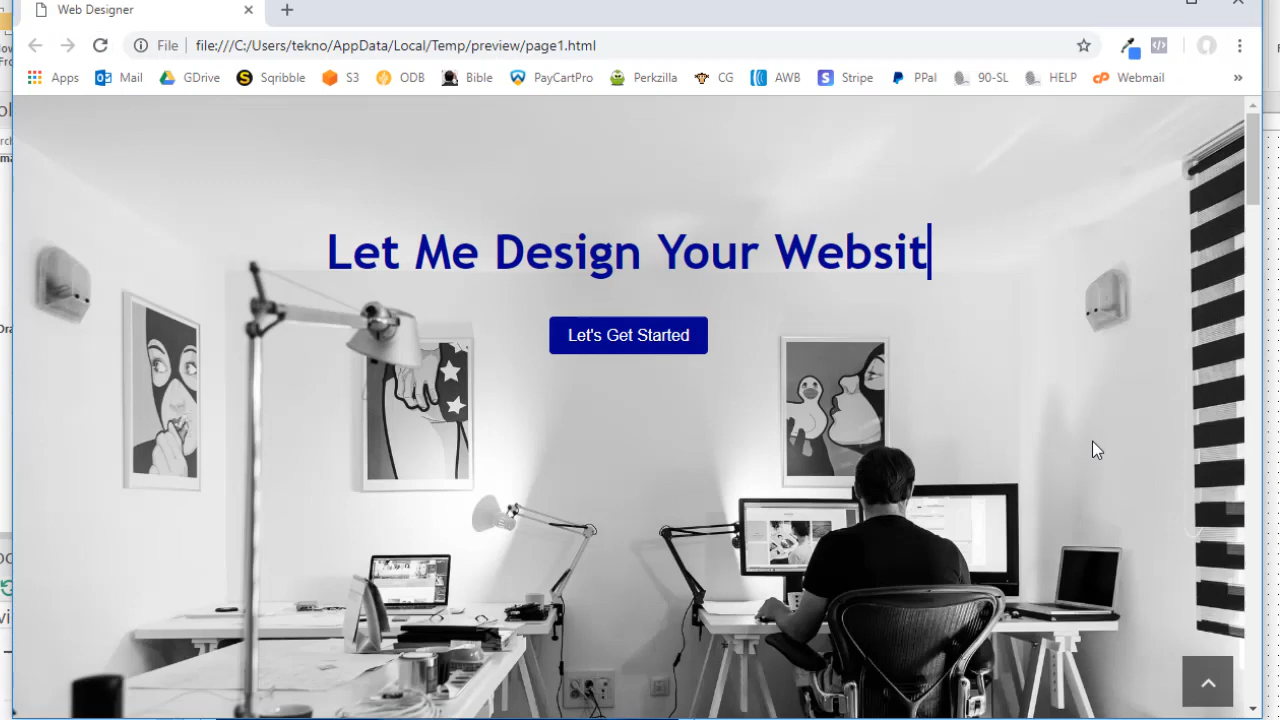 Web Designer
File
file:///C:/Users/tekno/AppData/Local/Temp/preview/page1.html
Apps Mail GDrive Sqribble S3 ODB Bible PayCartPro Perkzilla CG AWB Stripe PPal 90-SL HELP Webmail »
Let Me Design Your Websit
Let's Get Started